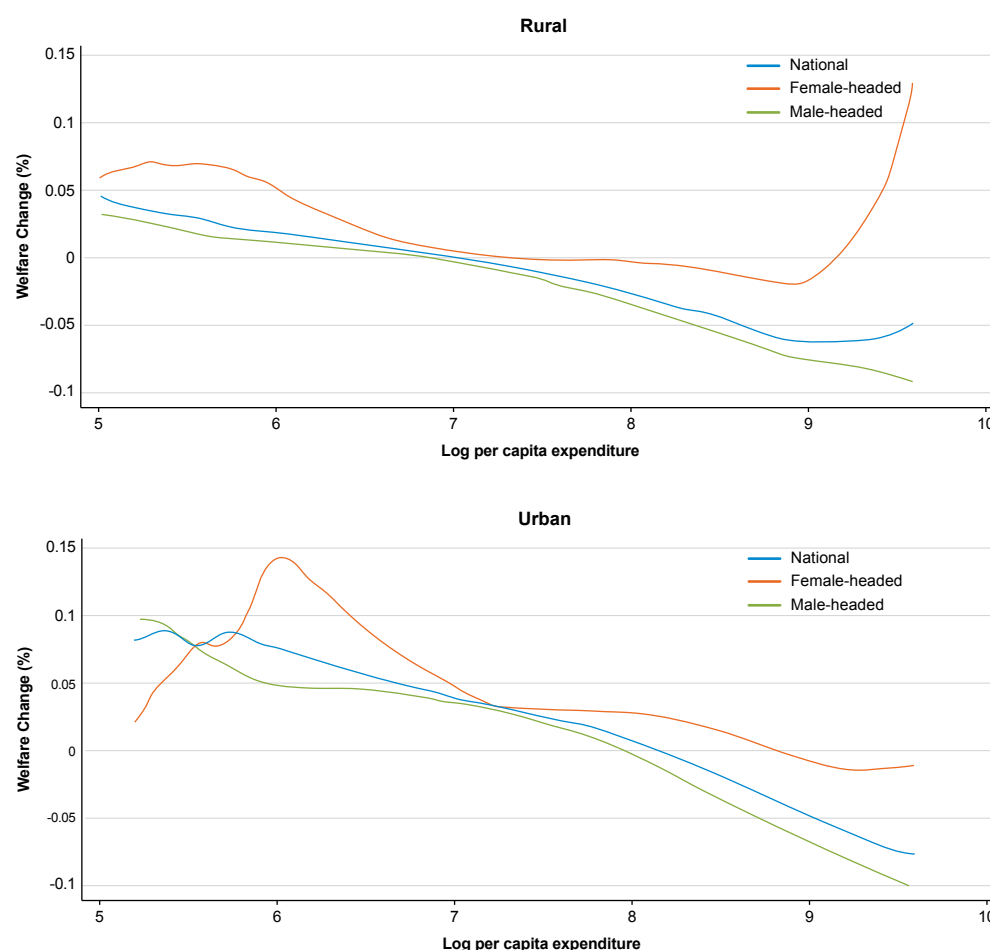 Rural
0.15
0.1
0.05
0
-0.05
-0.1
Welfare Change (%)
National
Female-headed
Male-headed
5 6 7 8 9 10
Log per capita expenditure
Urban
0.15
0.1
0.05
0
-0.05
-0.1
Welfare Change (%)
National
Female-headed
Male-headed
5 6 7 8 9 10
Log per capita expenditure